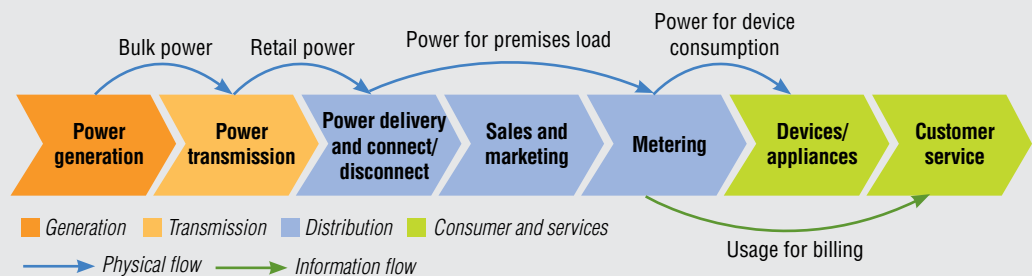 Bulk power
Retail power
Power for premises load
Power for device
consumption
Power
generation
Power
transmission
Power delivery
and connect/
disconnect
Sales and
marketing
Metering
Devices/
appliances
Customer
service
Generation
Transmission
Distribution
Consumer and services
Usage for billing
Physical flow
Information flow